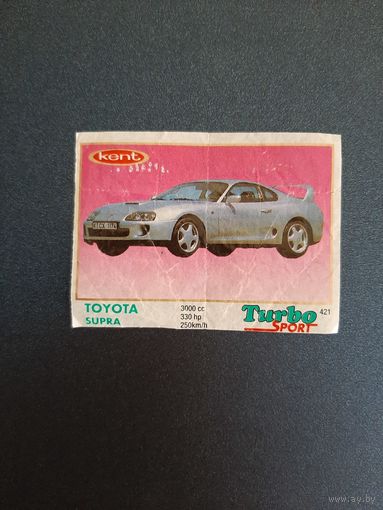 kent
TOYOTA
SUPRA
3000 cc
330 hp
250km/h
Turbo
SPORT
421
www.ay.by